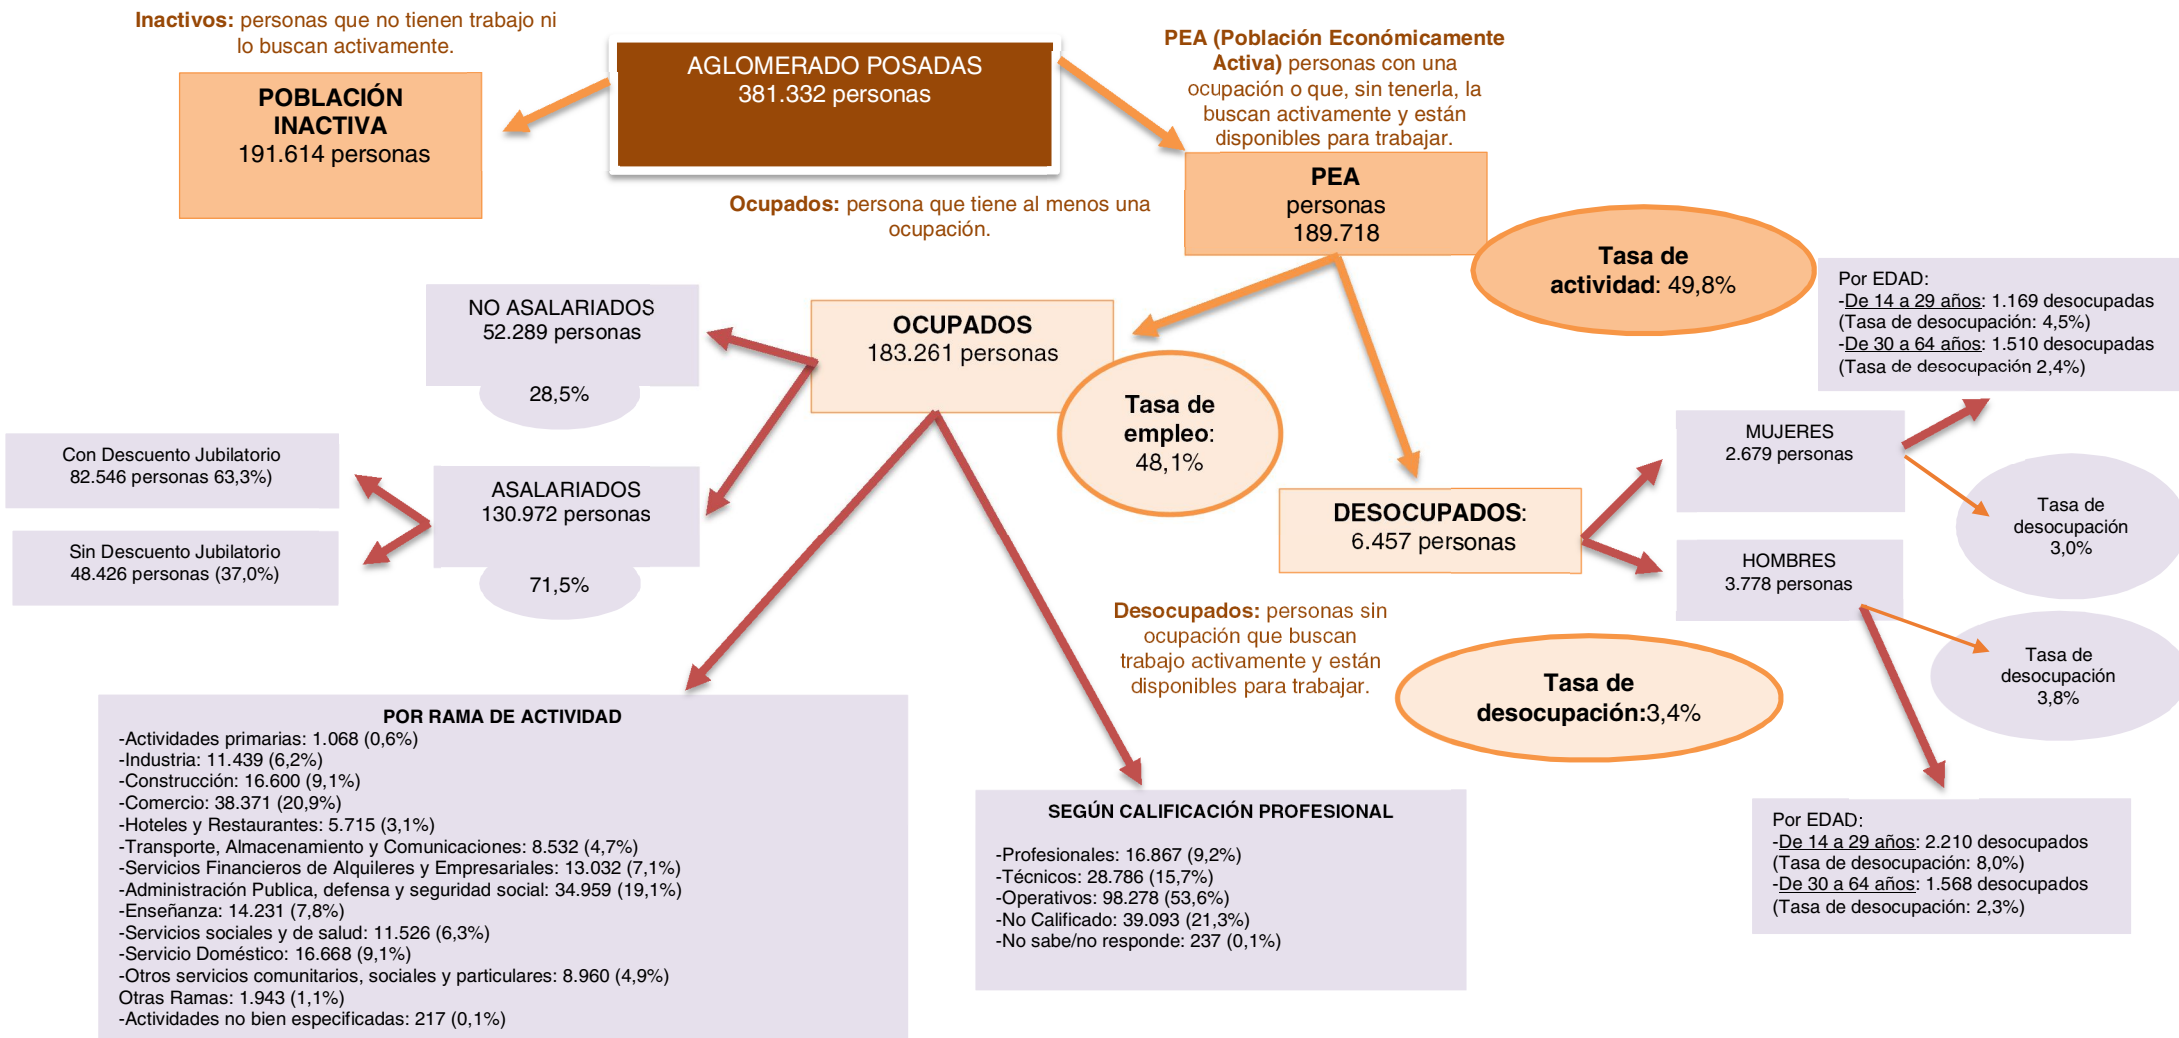 Inactivos: personas que no tienen trabajo ni
lo buscan activamente.
POBLACIÓN
INACTIVA
191.614 personas
AGLOMERADO POSADAS
381.332 personas
PEA (Población Económicamente
Activa) personas con una
ocupación o que, sin tenerla, la
buscan activamente y están
disponibles para trabajar.
PEA
personas
189.718
Tasa de
actividad: 49,8%
Ocupados: persona que tiene al menos una
ocupación.
OCUPADOS
183.261 personas
Tasa de
empleo:
48,1%
NO ASALARIADOS
52.289 personas
28,5%
ASALARIADOS
130.972 personas
71,5%
Con Descuento Jubilatorio
82.546 personas 63,3%)
Sin Descuento Jubilatorio
48.426 personas (37,0%)
DESOCUPADOS:
6.457 personas
Desocupados: personas sin
ocupación que buscan
trabajo activamente y están
disponibles para trabajar.
Tasa de
desocupación:3,4%
MUJERES
2.679 personas
Por EDAD:
-De 14 a 29 años: 1.169 desocupadas
(Tasa de desocupación: 4,5%)
-De 30 a 64 años: 1.510 desocupadas
(Tasa de desocupación 2,4%)
Tasa de
desocupación
3,0%
HOMBRES
3.778 personas
Tasa de
desocupación
3,8%
Por EDAD:
-De 14 a 29 años: 2.210 desocupados
(Tasa de desocupación: 8,0%)
-De 30 a 64 años: 1.568 desocupados
(Tasa de desocupación: 2,3%)
POR RAMA DE ACTIVIDAD
-Actividades primarias: 1.068 (0,6%)
-Industria: 11.439 (6,2%)
-Construcción: 16.600 (9,1%)
-Comercio: 38.371 (20,9%)
-Hoteles y Restaurantes: 5.715 (3,1%)
-Transporte, Almacenamiento y Comunicaciones: 8.532 (4,7%)
-Servicios Financieros de Alquileres y Empresariales: 13.032 (7,1%)
-Administración Publica, defensa y seguridad social: 34.959 (19,1%)
-Enseñanza: 14.231 (7,8%)
-Servicios sociales y de salud: 11.526 (6,3%)
-Servicio Doméstico: 16.668 (9,1%)
-Otros servicios comunitarios, sociales y particulares: 8.960 (4,9%)
Otras Ramas: 1.943 (1,1%)
-Actividades no bien especificadas: 217 (0,1%)
SEGÚN CALIFICACIÓN PROFESIONAL
-Profesionales: 16.867 (9,2%)
-Técnicos: 28.786 (15,7%)
-Operativos: 98.278 (53,6%)
-No Calificado: 39.093 (21,3%)
-No sabe/no responde: 237 (0,1%)